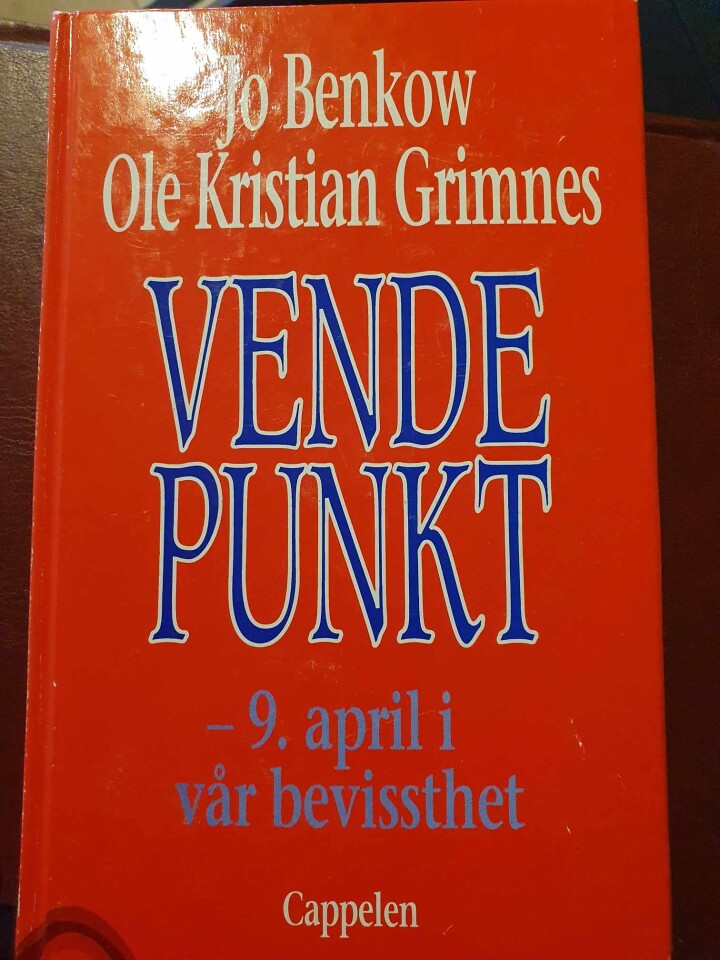 Jo Benkow
Ole Kristian Grimnes
VENDE
PUNKT
– 9. april i
vår bevissthet
Cappelen